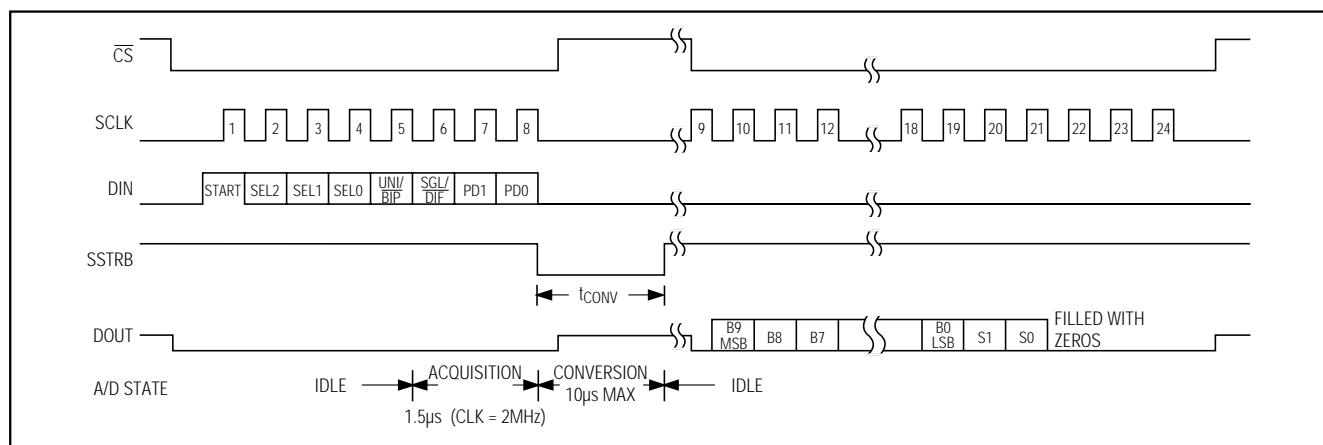 CS
SCLK
1 2 3 4 5 6 7 8 9 10 11 12 18 19 20 21 22 23 24
DIN
START SEL2 SEL1 SEL0 UNI/BIP SGL/DIF PD1 PD0
SSTRB
tCONV
DOUT
B9 MSB B8 B7 B0 LSB S1 S0 FILLED WITH ZEROS
A/D STATE
IDLE ACQUISITION CONVERSION IDLE
10µs MAX
1.5µs (CLK = 2MHz)